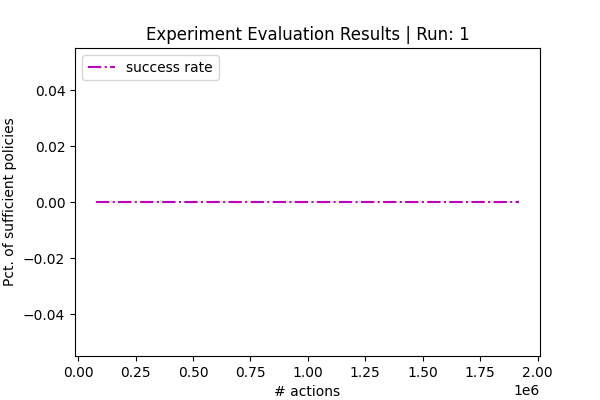 Experiment Evaluation Results | Run: 1
success rate
Pct. of sufficient policies
0.04
0.02
0.00
−0.02
−0.04
0.00 0.25 0.50 0.75 1.00 1.25 1.50 1.75 2.00
1e6
# actions